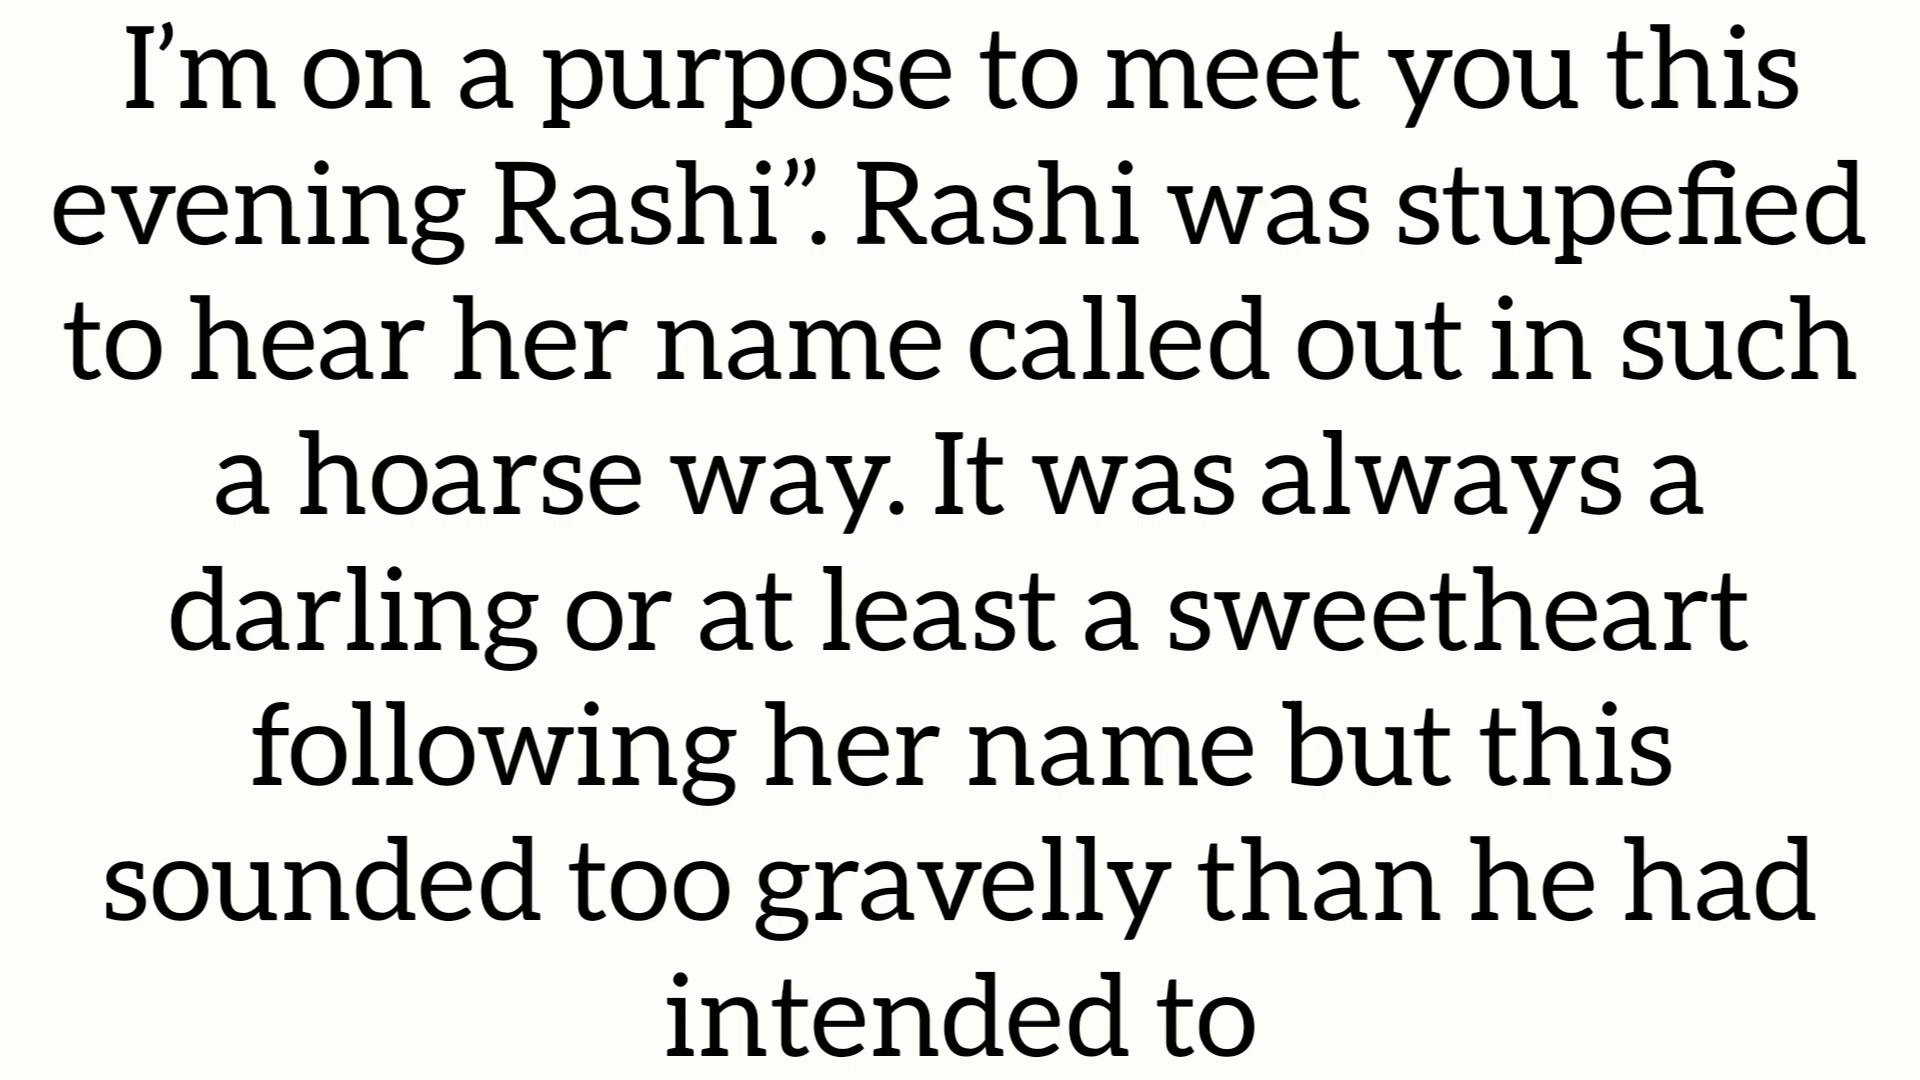 I’m on a purpose to meet you this
evening Rashi”. Rashi was stupefied
to hear her name called out in such
a hoarse way. It was always a
darling or at least a sweetheart
following her name but this
sounded too gravelly than he had
intended to